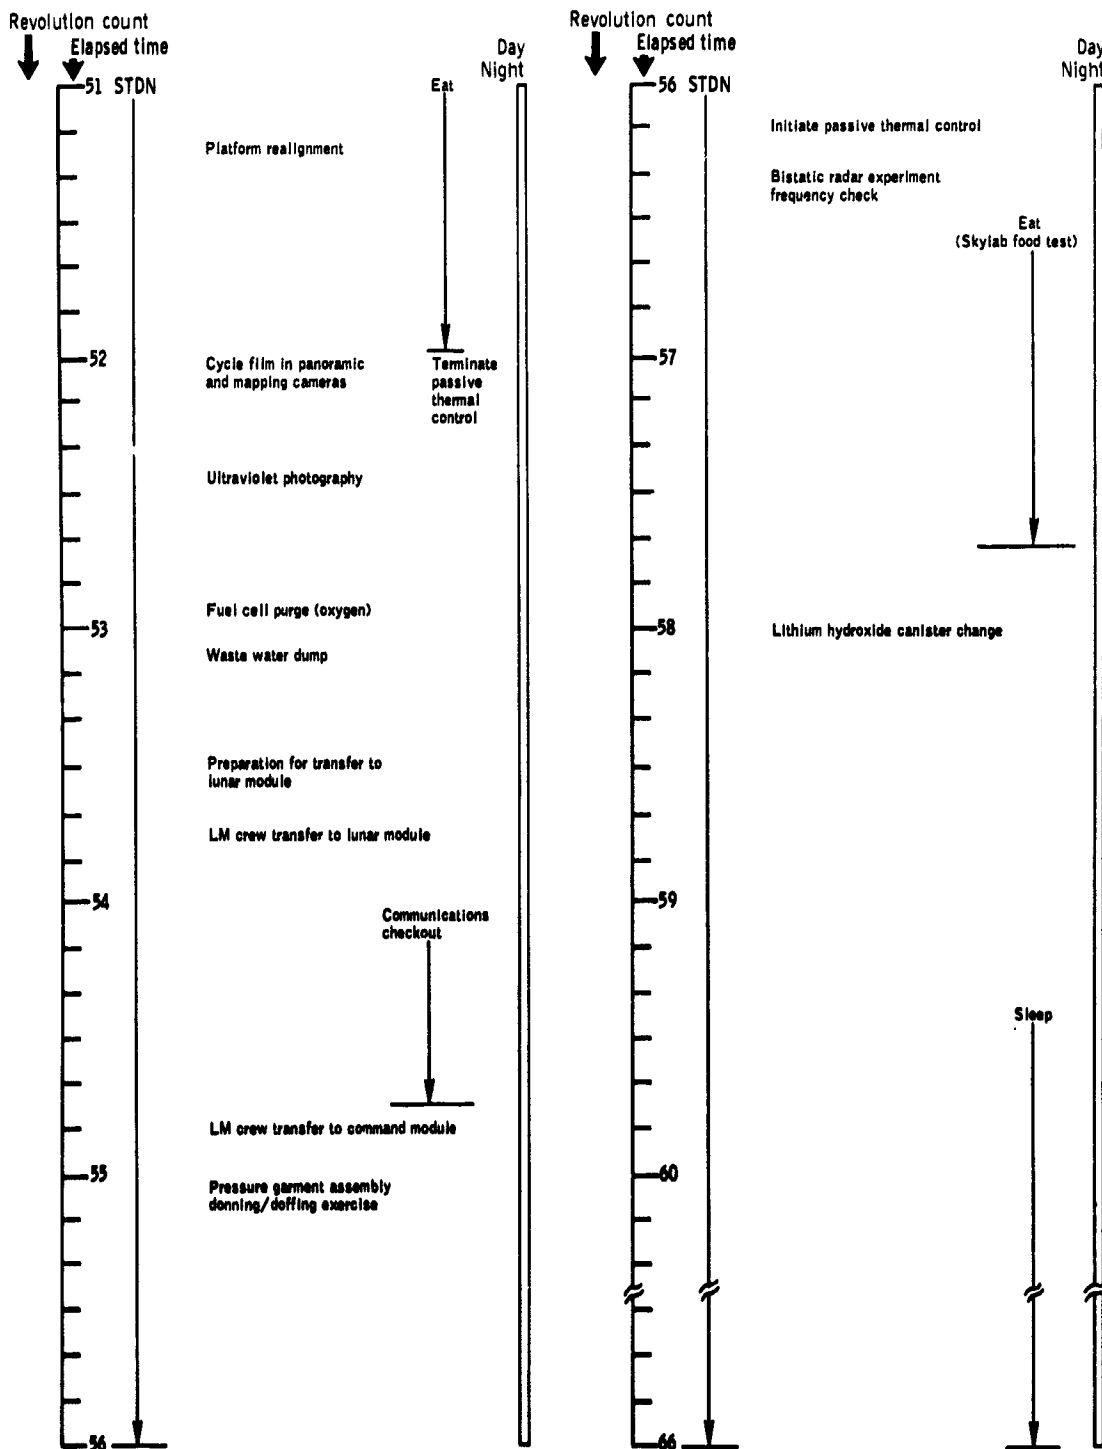 Revolution count
Elapsed time
Day
Night
51 STDN
Eat
Platform realignment
52
Cycle film in panoramic
and mapping cameras
Terminate
passive
thermal
control
Ultraviolet photography
Fuel cell purge (oxygen)
53
Waste water dump
Preparation for transfer to
lunar module
LM crew transfer to lunar module
54
Communications
checkout
LM crew transfer to command module
55
Pressure garment assembly
donning/doffing exercise
56
Revolution count
Elapsed time
Day
Night
56 STDN
Initiate passive thermal control
Bistatic radar experiment
frequency check
Eat
(Skylab food test)
57
58
Lithium hydroxide canister change
59
Sleep
60
66